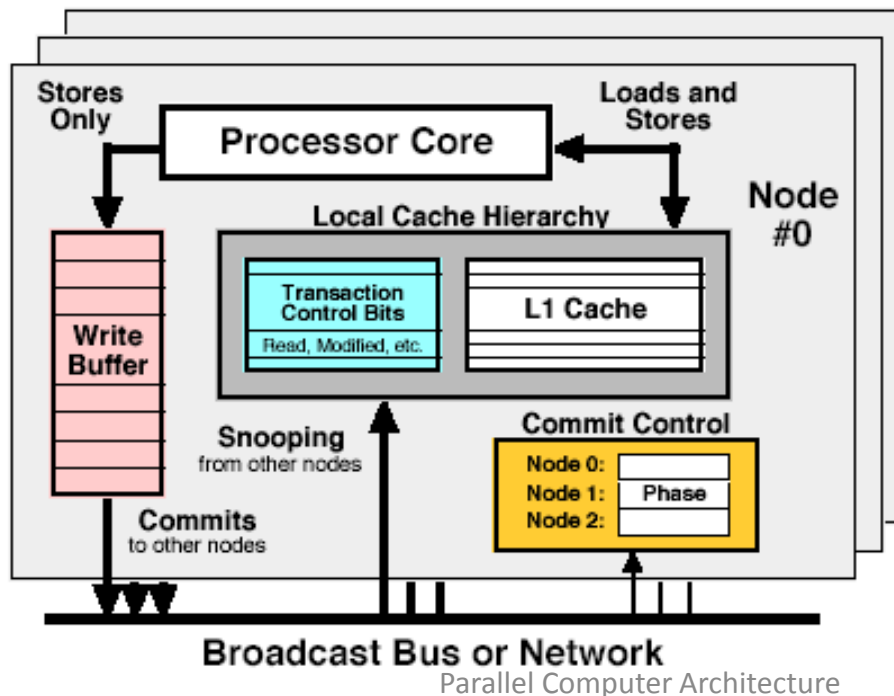 Stores
Only
Processor Core
Loads and
Stores
Node
#0
Local Cache Hierarchy
Transaction
Control Bits
Read, Modified, etc.
L1 Cache
Write
Buffer
Snooping
from other nodes
Commit Control
Node 0:
Node 1: Phase
Node 2:
Commits
to other nodes
Broadcast Bus or Network
Parallel Computer Architecture